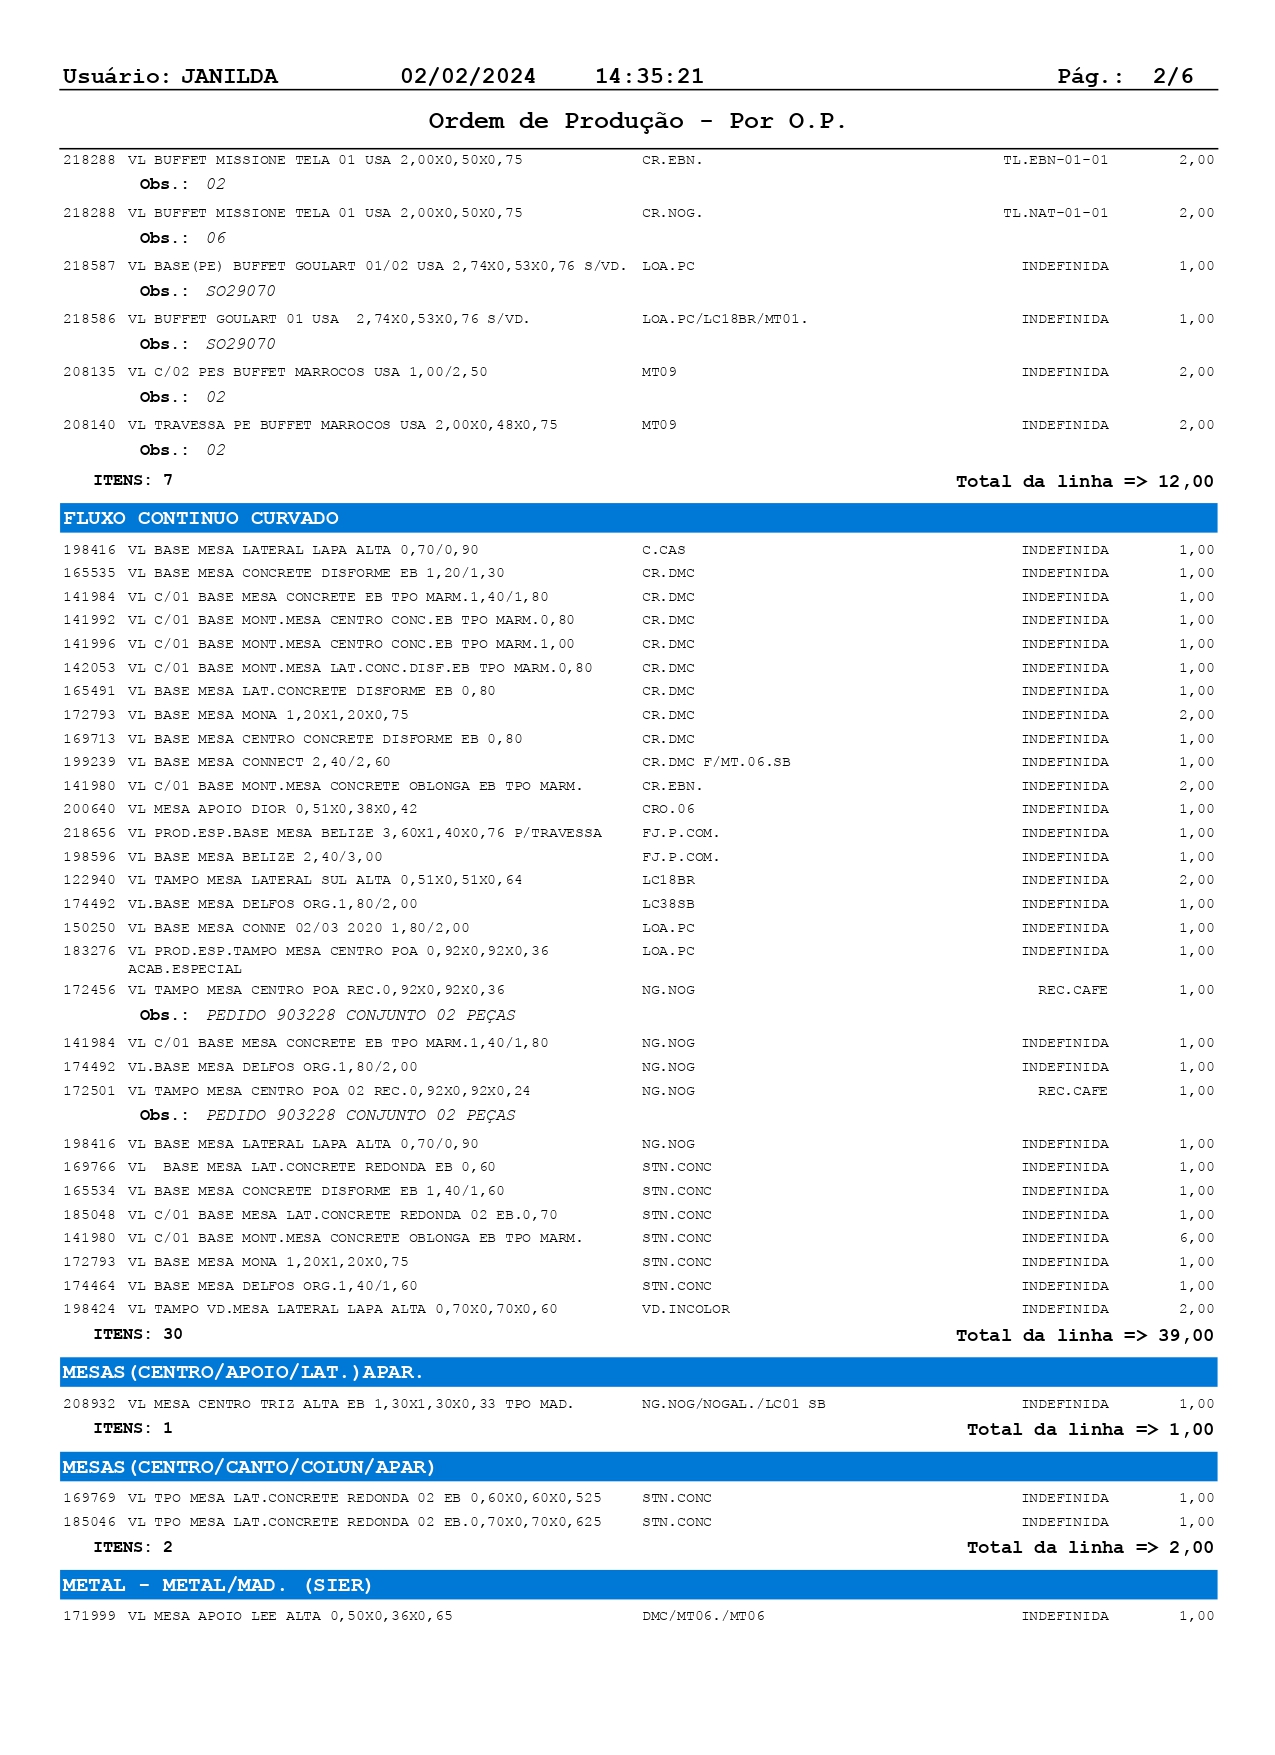 Usuário: JANILDA 02/02/2024 14:35:21 Pág.: 2/6
Ordem de Produção - Por O.P.
218288 VL BUFFET MISSIONE TELA 01 USA 2,00X0,50X0,75 CR.EBN. TL.EBN-01-01 2,00
Obs.: 02
218288 VL BUFFET MISSIONE TELA 01 USA 2,00X0,50X0,75 CR.NOG. TL.NAT-01-01 2,00
Obs.: 06
218587 VL BASE(PE) BUFFET GOULART 01/02 USA 2,74X0,53X0,76 S/VD. LOA.PC INDEFINIDA 1,00
Obs.: SO29070
218586 VL BUFFET GOULART 01 USA 2,74X0,53X0,76 S/VD. LOA.PC/LC18BR/MT01. INDEFINIDA 1,00
Obs.: SO29070
208135 VL C/02 PES BUFFET MARROCOS USA 1,00/2,50 MT09 INDEFINIDA 2,00
Obs.: 02
208140 VL TRAVESSA PE BUFFET MARROCOS USA 2,00X0,48X0,75 MT09 INDEFINIDA 2,00
Obs.: 02
ITENS: 7 Total da linha => 12,00
FLUXO CONTINUO CURVADO
198416 VL BASE MESA LATERAL LAPA ALTA 0,70/0,90 C.CAS INDEFINIDA 1,00
165535 VL BASE MESA CONCRETE DISFORME EB 1,20/1,30 CR.DMC INDEFINIDA 1,00
141984 VL C/01 BASE MESA CONCRETE EB TPO MARM.1,40/1,80 CR.DMC INDEFINIDA 1,00
141992 VL C/01 BASE MONT.MESA CENTRO CONC.EB TPO MARM.0,80 CR.DMC INDEFINIDA 1,00
141996 VL C/01 BASE MONT.MESA CENTRO CONC.EB TPO MARM.1,00 CR.DMC INDEFINIDA 1,00
142053 VL C/01 BASE MONT.MESA LAT.CONC.DISF.EB TPO MARM.0,80 CR.DMC INDEFINIDA 1,00
165491 VL BASE MESA LAT.CONCRETE DISFORME EB 0,80 CR.DMC INDEFINIDA 1,00
172793 VL BASE MESA MONA 1,20X1,20X0,75 CR.DMC INDEFINIDA 2,00
169713 VL BASE MESA CENTRO CONCRETE DISFORME EB 0,80 CR.DMC INDEFINIDA 1,00
199239 VL BASE MESA CONNECT 2,40/2,60 CR.DMC F/MT.06.SB INDEFINIDA 1,00
141980 VL C/01 BASE MONT.MESA CONCRETE OBLONGA EB TPO MARM. CR.EBN. INDEFINIDA 2,00
200640 VL MESA APOIO DIOR 0,51X0,38X0,42 CRO.06 INDEFINIDA 1,00
218656 VL PROD.ESP.BASE MESA BELIZE 3,60X1,40X0,76 P/TRAVESSA FJ.P.COM. INDEFINIDA 1,00
198596 VL BASE MESA BELIZE 2,40/3,00 FJ.P.COM. INDEFINIDA 1,00
122940 VL TAMPO MESA LATERAL SUL ALTA 0,51X0,51X0,64 LC18BR INDEFINIDA 2,00
174492 VL.BASE MESA DELFOS ORG.1,80/2,00 LC38SB INDEFINIDA 1,00
150250 VL BASE MESA CONNE 02/03 2020 1,80/2,00 LOA.PC INDEFINIDA 1,00
183276 VL PROD.ESP.TAMPO MESA CENTRO POA 0,92X0,92X0,36 LOA.PC INDEFINIDA 1,00
ACAB.ESPECIAL
172456 VL TAMPO MESA CENTRO POA REC.0,92X0,92X0,36 NG.NOG REC.CAFE 1,00
Obs.: PEDIDO 903228 CONJUNTO 02 PEÇAS
141984 VL C/01 BASE MESA CONCRETE EB TPO MARM.1,40/1,80 NG.NOG INDEFINIDA 1,00
174492 VL.BASE MESA DELFOS ORG.1,80/2,00 NG.NOG INDEFINIDA 1,00
172501 VL TAMPO MESA CENTRO POA 02 REC.0,92X0,92X0,24 NG.NOG REC.CAFE 1,00
Obs.: PEDIDO 903228 CONJUNTO 02 PEÇAS
198416 VL BASE MESA LATERAL LAPA ALTA 0,70/0,90 NG.NOG INDEFINIDA 1,00
169766 VL BASE MESA LAT.CONCRETE REDONDA EB 0,60 STN.CONC INDEFINIDA 1,00
165534 VL BASE MESA CONCRETE DISFORME EB 1,40/1,60 STN.CONC INDEFINIDA 1,00
185048 VL C/01 BASE MESA LAT.CONCRETE REDONDA 02 EB.0,70 STN.CONC INDEFINIDA 1,00
141980 VL C/01 BASE MONT.MESA CONCRETE OBLONGA EB TPO MARM. STN.CONC INDEFINIDA 6,00
172793 VL BASE MESA MONA 1,20X1,20X0,75 STN.CONC INDEFINIDA 1,00
174464 VL BASE MESA DELFOS ORG.1,40/1,60 STN.CONC INDEFINIDA 1,00
198424 VL TAMPO VD.MESA LATERAL LAPA ALTA 0,70X0,70X0,60 VD.INCOLOR INDEFINIDA 2,00
ITENS: 30 Total da linha => 39,00
MESAS(CENTRO/APOIO/LAT.)APAR.
208932 VL MESA CENTRO TRIZ ALTA EB 1,30X1,30X0,33 TPO MAD. NG.NOG/NOGAL./LC01 SB INDEFINIDA 1,00
ITENS: 1 Total da linha => 1,00
MESAS(CENTRO/CANTO/COLUN/APAR)
169769 VL TPO MESA LAT.CONCRETE REDONDA 02 EB 0,60X0,60X0,525 STN.CONC INDEFINIDA 1,00
185046 VL TPO MESA LAT.CONCRETE REDONDA 02 EB.0,70X0,70X0,625 STN.CONC INDEFINIDA 1,00
ITENS: 2 Total da linha => 2,00
METAL - METAL/MAD. (SIER)
171999 VL MESA APOIO LEE ALTA 0,50X0,36X0,65 DMC/MT06./MT06 INDEFINIDA 1,00